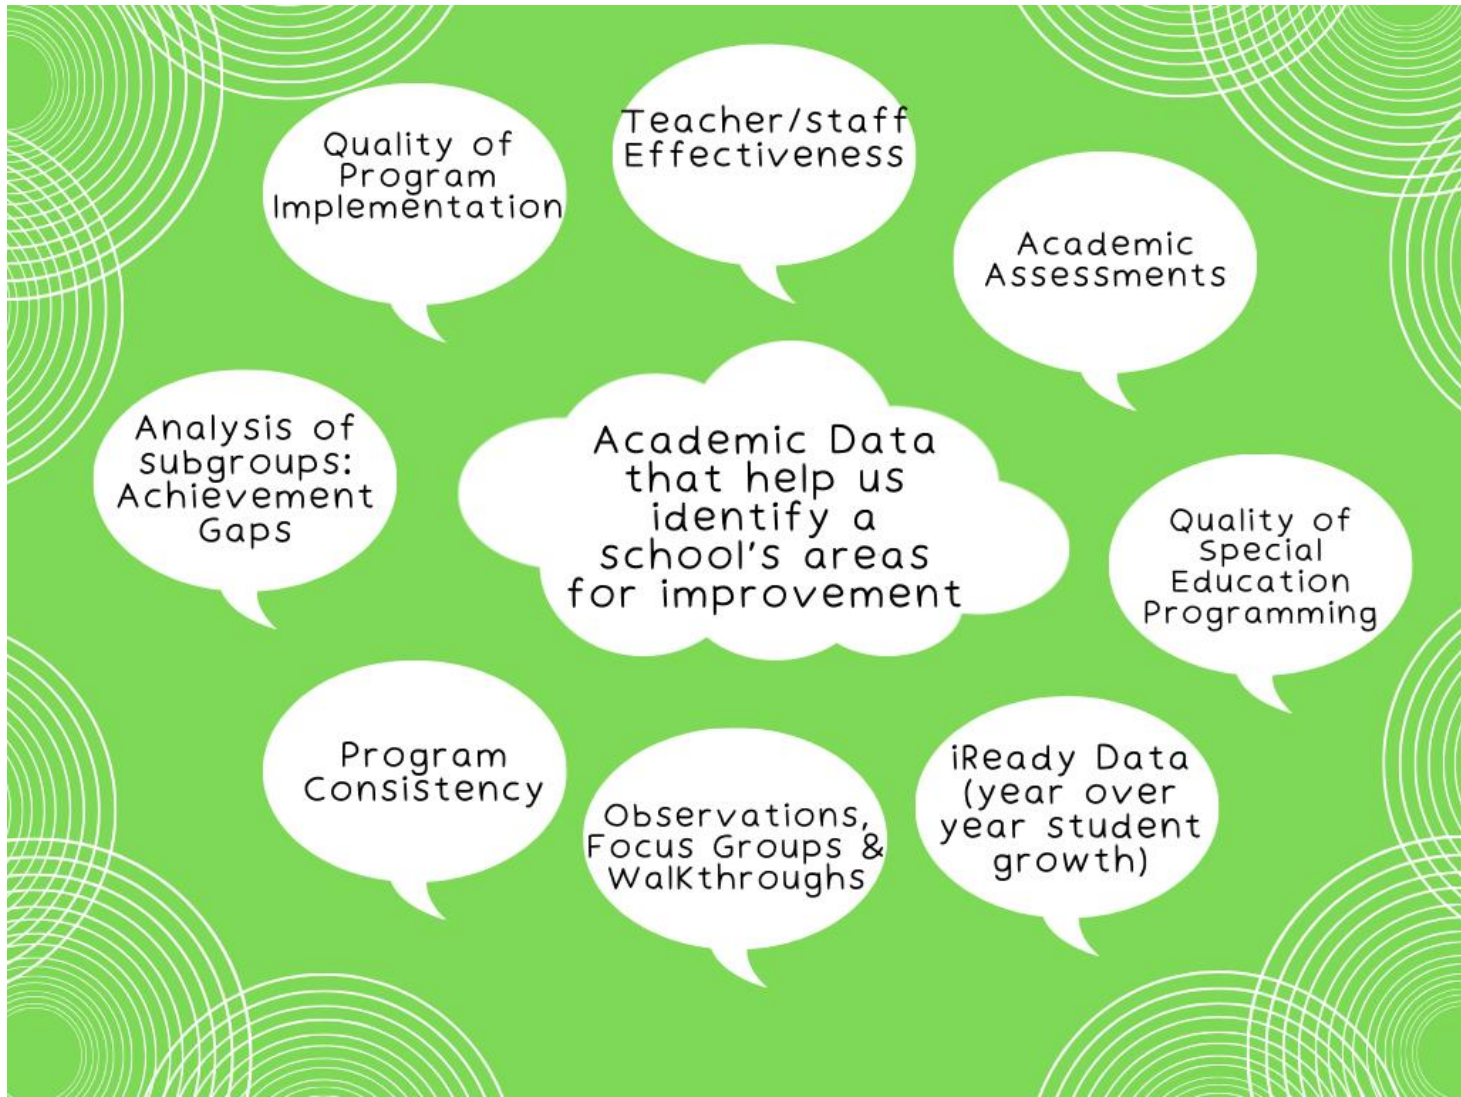 Quality of
Program
Implementation
Teacher/staff
Effectiveness
Academic
Assessments
Analysis of
subgroups:
Achievement
Gaps
Academic Data
that help us
identify a
school's areas
for improvement
Quality of
Special
Education
Programming
Program
Consistency
Observations,
Focus Groups &
Walkthroughs
iReady Data
(year over
year student
growth)